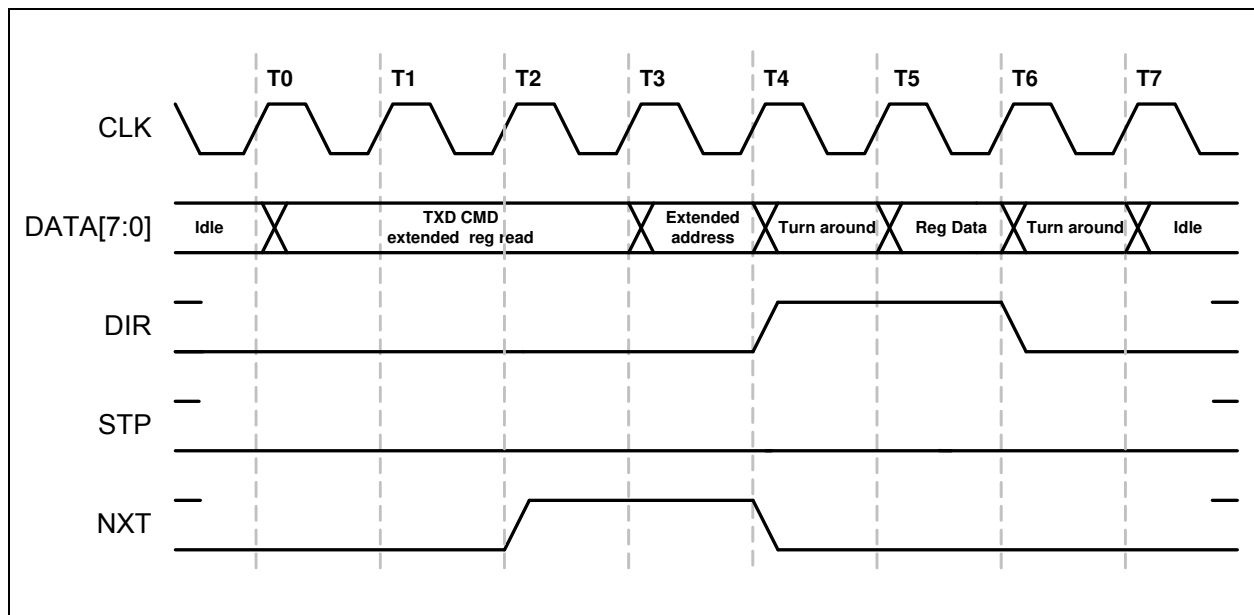 T0 T1 T2 T3 T4 T5 T6 T7
CLK
DATA[7:0]
Idle
TXD CMD
extended reg read
Extended
address
Turn around
Reg Data
Turn around
Idle
DIR
STP
NXT